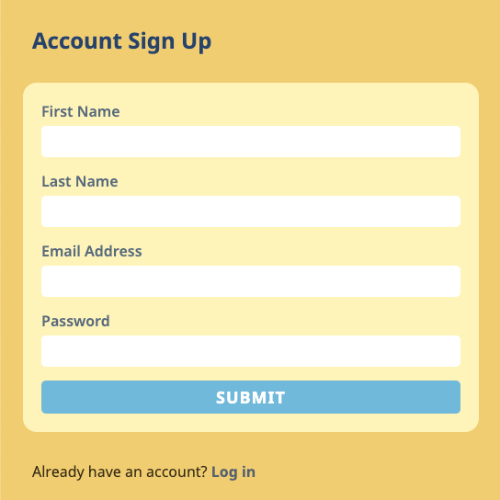 Account Sign Up
First Name
Last Name
Email Address
Password
SUBMIT
Already have an account? Log in